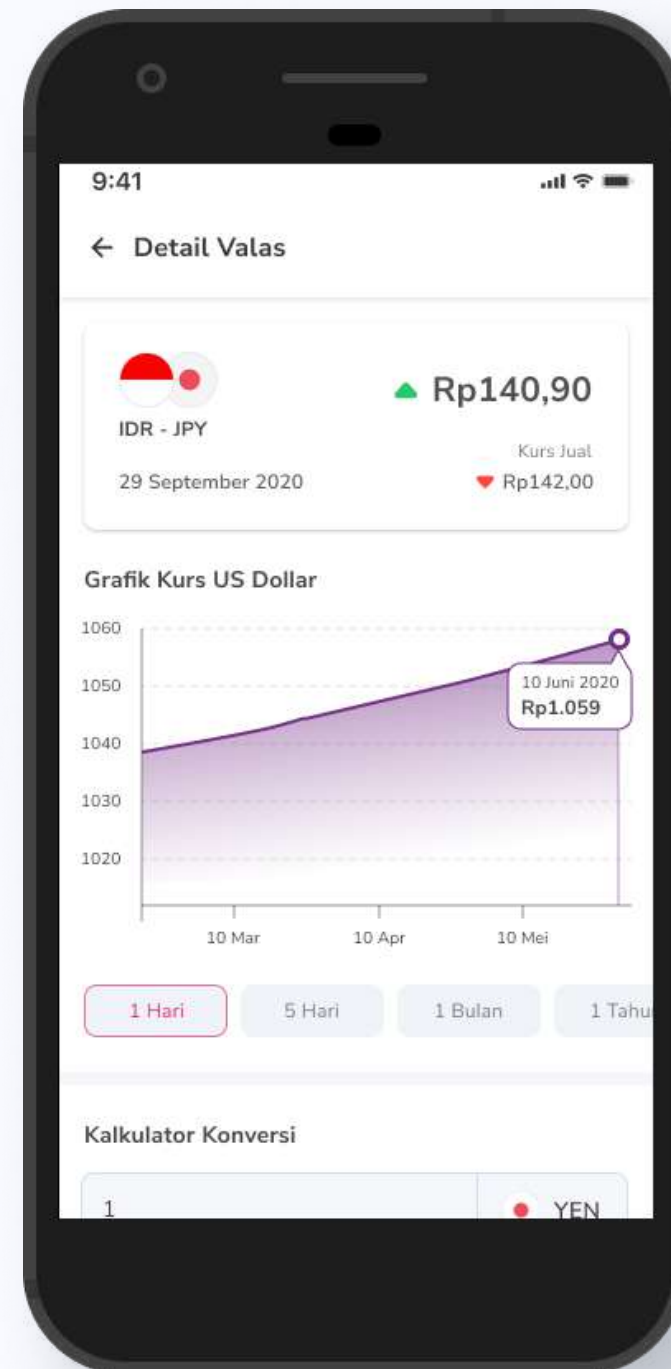 9:41
Detail Valas
Rp140,90
IDR - JPY
Kurs Jual
29 September 2020
Rp142,00
Grafik Kurs US Dollar
1060
1050
10 Juni 2020
Rp1.059
1040
1030
1020
10 Mar 10 Apr 10 Mei
1 Hari 5 Hari 1 Bulan 1 Tahu
Kalkulator Konversi
1 YEN